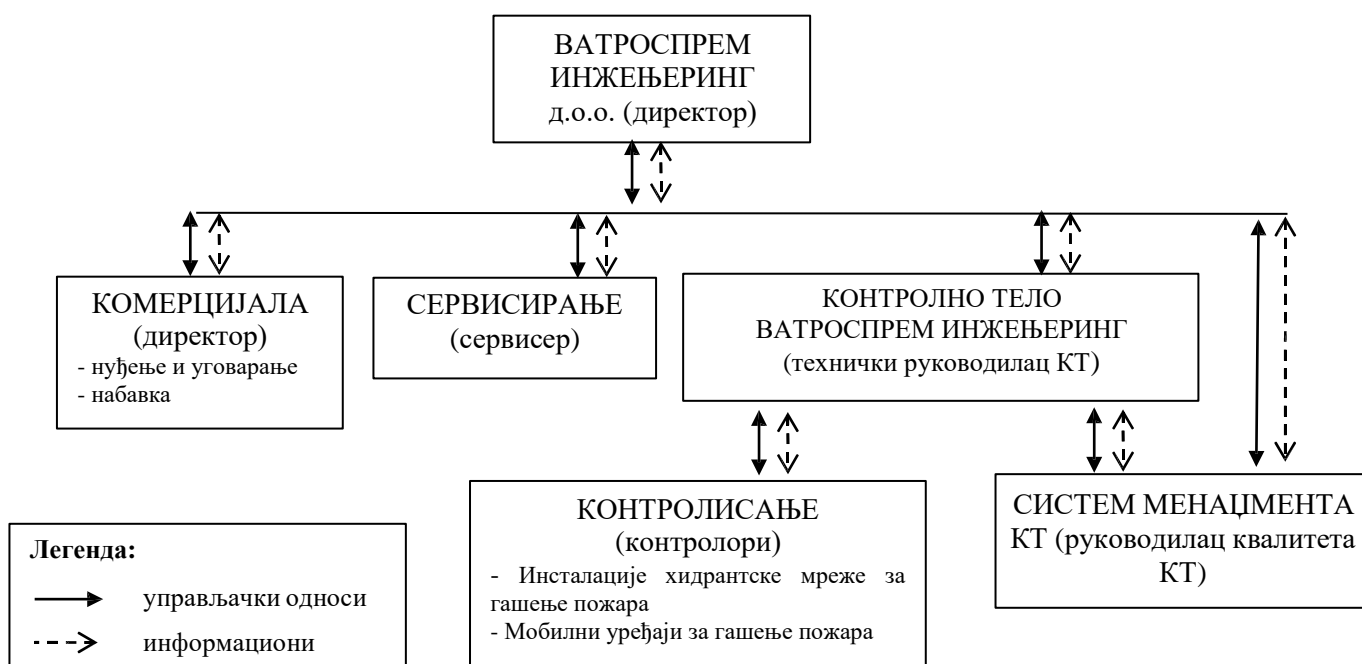 ВАТРОСПРЕМ
ИНЖЕЊЕРИНГ
д.о.о. (директор)
КОМЕРЦИЈАЛА
(директор)
- нуђење и уговарање
- набавка
СЕРВИСИРАЊЕ
(сервисер)
КОНТРОЛНО ТЕЛО
ВАТРОСПРЕМ ИНЖЕЊЕРИНГ
(технички руководилац КТ)
КОНТРОЛИСАЊЕ
(контролори)
- Инсталације хидрантске мреже за
гашење пожара
- Мобилни уређаји за гашење пожара
СИСТЕМ МЕНАЏМЕНТА
КТ (руководилац квалитета
КТ)
Легенда:
управљачки односи
информациони